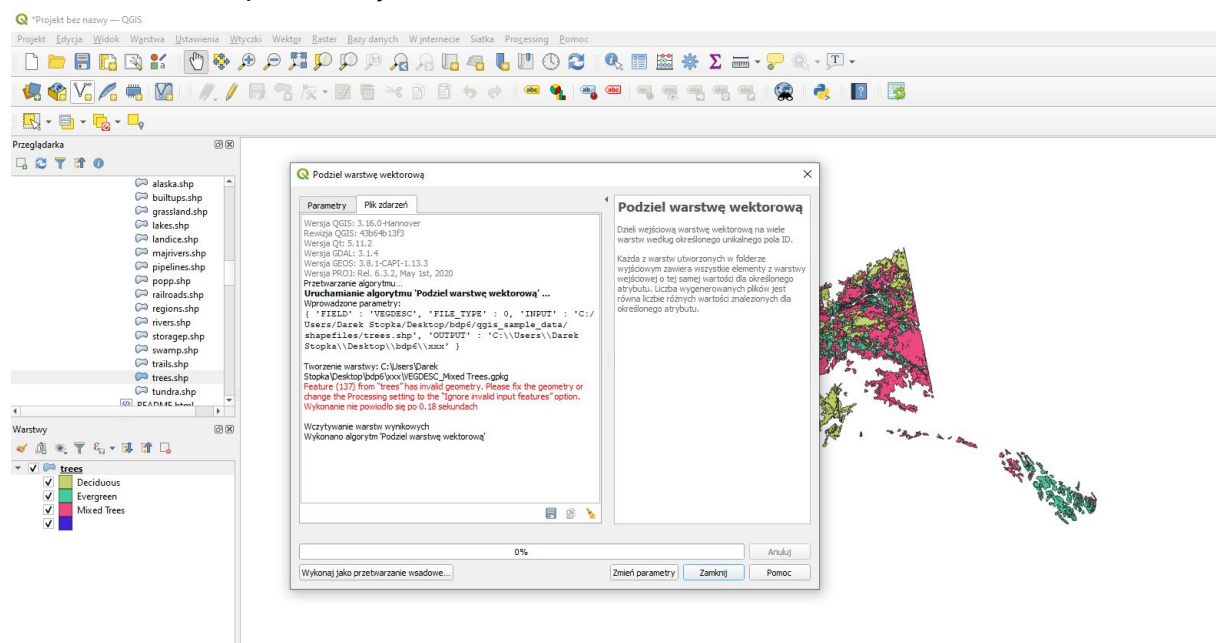 *Projekt bez nazwy — QGIS
Projekt Edycja Widok Warstwa Ustawienia Wtyczki Wektor Raster Bazy danych W internecie Siatka Processing Pomoc
Przeglądarka
alaska.shp
builtups.shp
grassland.shp
lakes.shp
landice.shp
majrivers.shp
pipelines.shp
popp.shp
railroads.shp
regions.shp
rivers.shp
storagep.shp
swamp.shp
trails.shp
trees.shp
tundra.shp
README.html
Warstwy
trees
Deciduous
Evergreen
Mixed Trees
Podziel warstwę wektorową
Parametry Plik zdarzeń
Wersja QGIS: 3.16.0-Hannover
Rewizja QGIS: 43b64b13f3
Wersja Qt: 5.11.2
Wersja GDAL: 3.1.4
Wersja GEOS: 3.8.1-CAPI-1.13.3
Wersja PROJ: Rel. 6.3.2, May 1st, 2020
Przetwarzanie algorytmu...
Uruchamianie algorytmu 'Podziel warstwę wektorową' ...
Wprowadzone parametry:
{ 'FIELD' : 'VEGDESC', 'FILE_TYPE' : 0, 'INPUT' : 'C:/
Users/Darek Stopka/Desktop/bdp6/qgis_sample_data/
shapefiles/trees.shp', 'OUTPUT' : 'C:\\Users\\Darek
Stopka\\Desktop\\bdp6\\xxx' }
Tworzenie warstwy: C:\Users\Darek
Stopka\Desktop\bdp6\xxx\VEGDESC_Mixed Trees.gpkg
Feature (137) from "trees" has invalid geometry. Please fix the geometry or
change the Processing setting to the "Ignore invalid input features" option.
Wykonanie nie powiodło się po 0.18 sekundach
Wczytywanie warstw wynikowych
Wykonano algorytm 'Podziel warstwę wektorową'
Podziel warstwę wektorową
Dzieli wejściową warstwę wektorową na wiele
warstw według określonego unikalnego pola ID.
Każda z warstw utworzonych w folderze
wyjściowym zawiera wszystkie elementy z warstwy
wejściowej o tej samej wartości dla określonego
atrybutu. Liczba wygenerowanych plików jest
równa liczbie różnych wartości znalezionych dla
określonego atrybutu.
0%
Anuluj
Wykonaj jako przetwarzanie wsadowe...
Zmień parametry
Zamknij
Pomoc